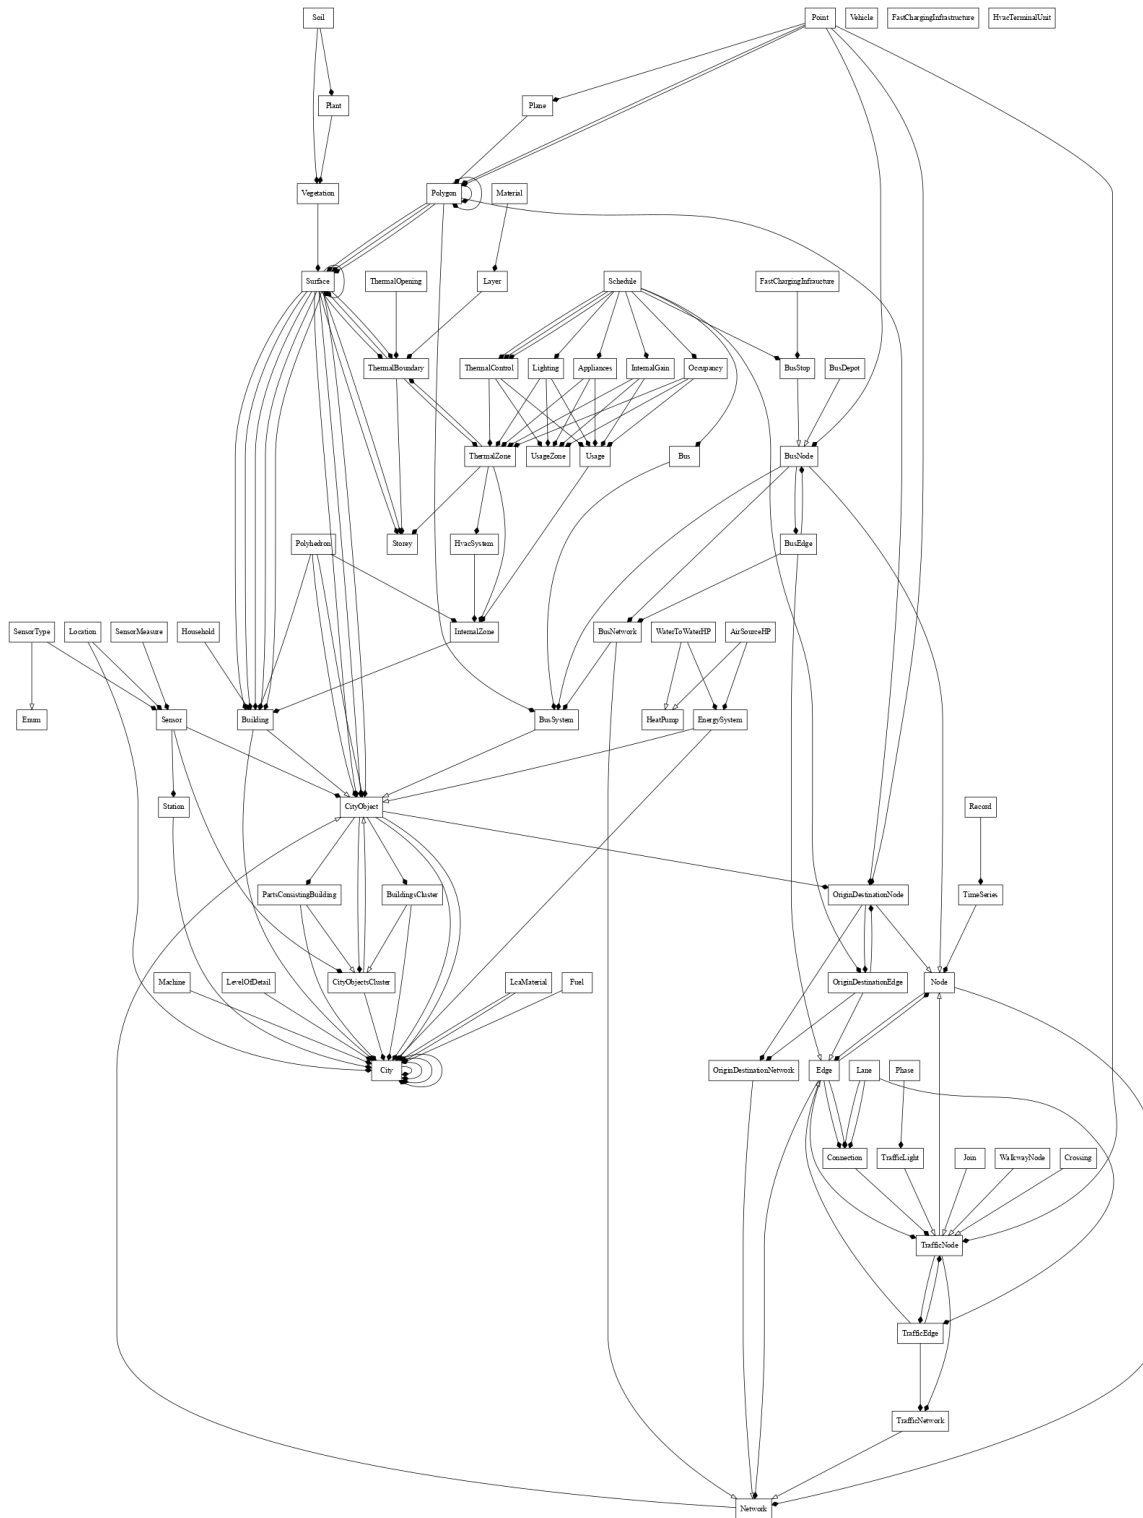 Soil
Point
Vehicle
FastChargingInfrastructure
HvacTerminalUnit
Plant
Plane
Vegetation
Polygon
Material
Surface
ThermalOpening
Layer
Schedule
FastChargingInfraucture
ThermalBoundary
ThermalControl
Lighting
Appliances
InternalGain
Occupancy
BusStop
BusDepot
ThermalZone
UsageZone
Usage
Bus
BusNode
Polyhedron
Storey
HvacSystem
BusEdge
SensorType
Location
SensorMeasure
Household
InternalZone
BusNetwork
WaterToWaterHP
AirSourceHP
Enum
Sensor
Building
BusSystem
HeatPump
EnergySystem
Station
CityObject
Record
PartsConsistingBuilding
BuildingsCluster
OriginDestinationNode
TimeSeries
Machine
LevelOfDetail
CityObjectsCluster
LcaMaterial
Fuel
OriginDestinationEdge
Node
City
OriginDestinationNetwork
Edge
Lane
Phase
Connection
TrafficLight
Join
WalkwayNode
Crossing
TrafficNode
TrafficEdge
TrafficNetwork
Network